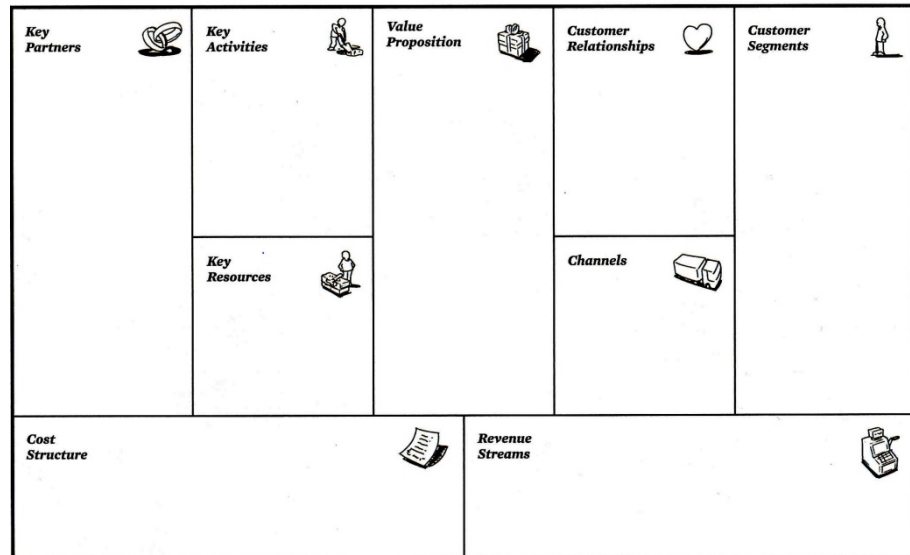 Key
Partners
Key
Activities
Value
Proposition
Customer
Relationships
Customer
Segments
Key
Resources
Channels
Cost
Structure
Revenue
Streams